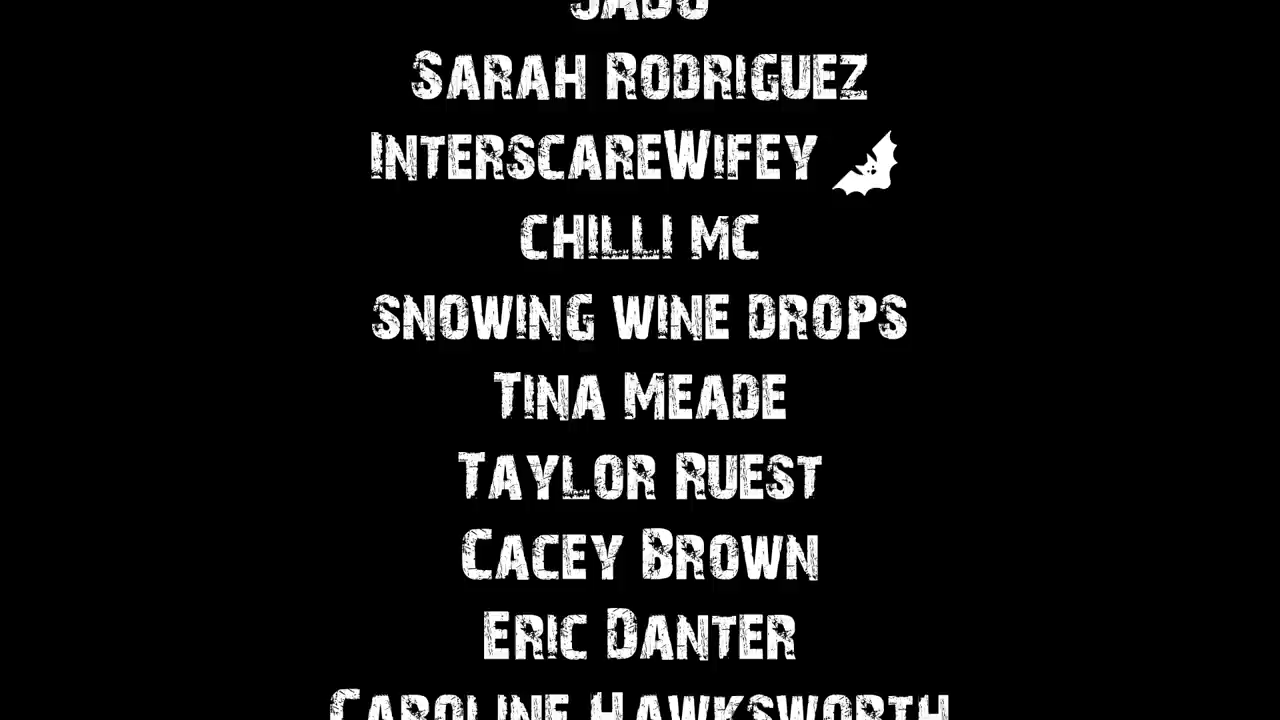 Sarah Rodriguez
InterscareWifey
CHILLI MC
snowing wine drops
Tina Meade
Taylor Ruest
Cacey Brown
Eric Danter
Caroline Hawksworth